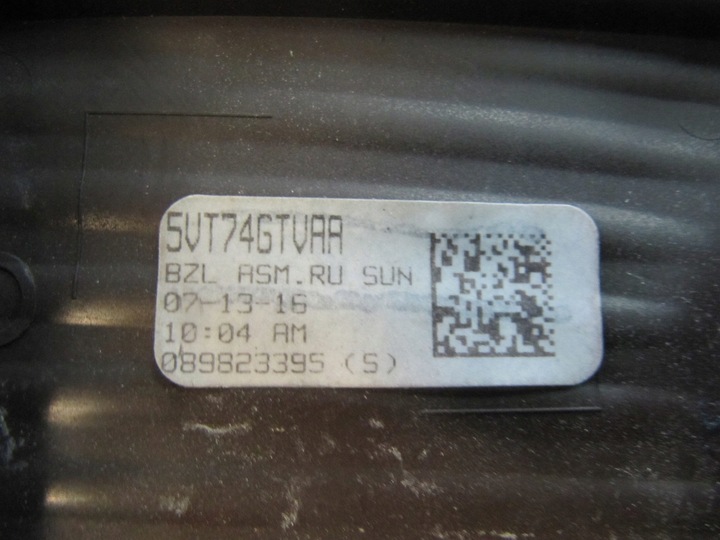 5VT74GTVAA
BZL ASM.RU SUN
07-13-16
10:04 AM
089823395 (S)